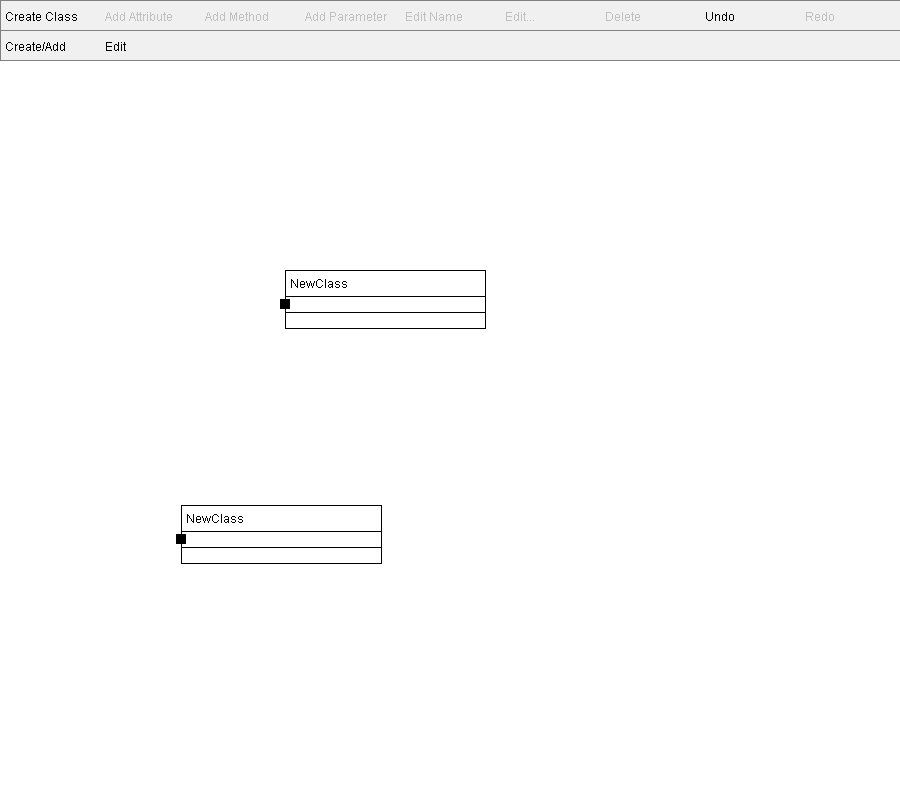 Create Class Add Attribute Add Method Add Parameter Edit Name Edit... Delete Undo Redo
Create/Add Edit
NewClass
NewClass